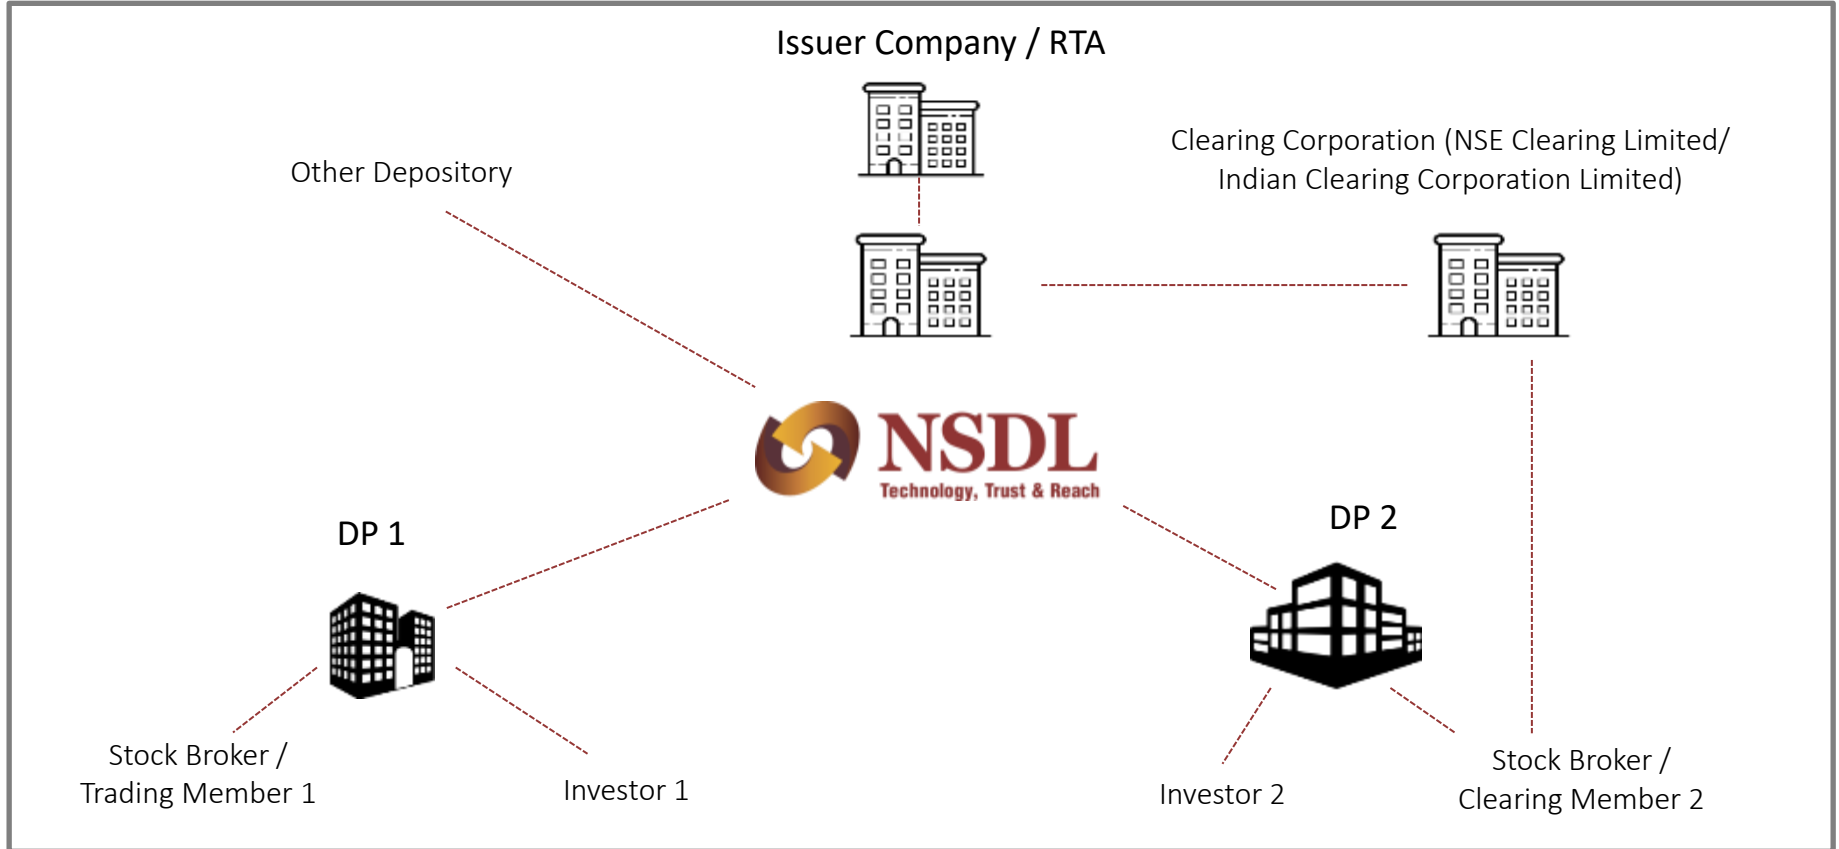 Issuer Company / RTA
Clearing Corporation (NSE Clearing Limited/
Indian Clearing Corporation Limited)
Other Depository
NSDL
Technology, Trust & Reach
DP 1
DP 2
Stock Broker /
Trading Member 1
Investor 1
Investor 2
Stock Broker /
Clearing Member 2